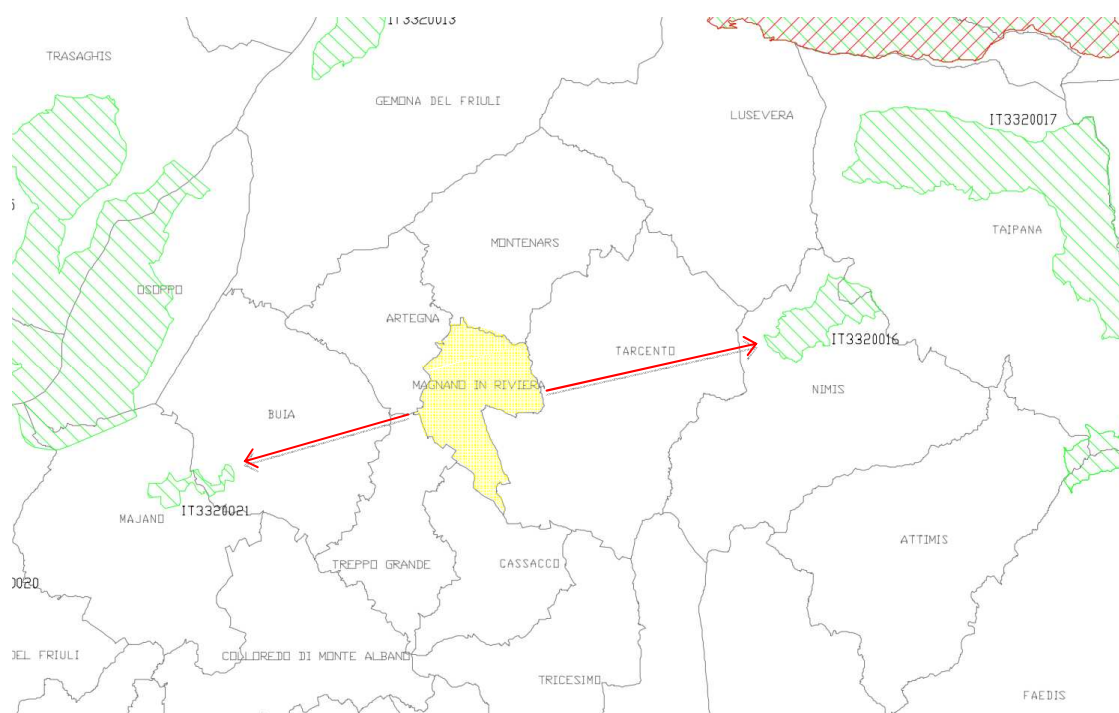 IT3320013
TRASAGHIS
GEMONA DEL FRIULI
LUSEVERA
IT3320017
TAIPANA
MONTENARS
OSOPPO
ARTEGNA
IT3320016
TARCENTO
MAGNANO IN RIVIERA
NIMIS
BUIA
IT3320021
MAJANO
ATTIMIS
TREPPO GRANDE
CASSACCO
0020
DEL FRIULI
COLLOREDO DI MONTE ALBANO
TRICESIMO
FAEDIS